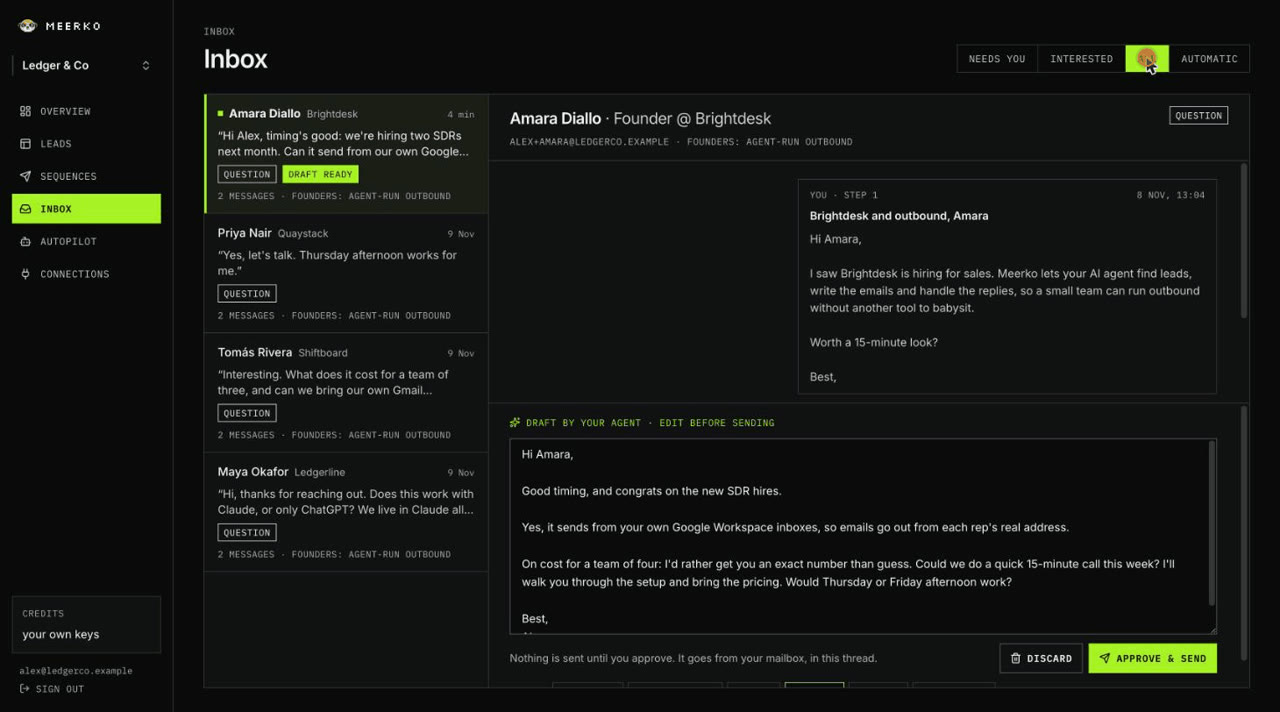 MEERKO
Ledger & Co
OVERVIEW
LEADS
SEQUENCES
INBOX
AUTOPILOT
CONNECTIONS
CREDITS
your own keys
alex@ledgerco.example
SIGN OUT
INBOX
Inbox
NEEDS YOU
INTERESTED
AUTOMATIC
Amara Diallo Brightdesk 4 min
“Hi Alex, timing's good: we're hiring two SDRs
next month. Can it send from our own Google...
QUESTION DRAFT READY
2 MESSAGES · FOUNDERS: AGENT-RUN OUTBOUND
Priya Nair Quaystack 9 Nov
“Yes, let's talk. Thursday afternoon works for
me.”
QUESTION
2 MESSAGES · FOUNDERS: AGENT-RUN OUTBOUND
Tomás Rivera Shiftboard 9 Nov
“Interesting. What does it cost for a team of
three, and can we bring our own Gmail...
QUESTION
2 MESSAGES · FOUNDERS: AGENT-RUN OUTBOUND
Maya Okafor Ledgerline 9 Nov
“Hi, thanks for reaching out. Does this work with
Claude, or only ChatGPT? We live in Claude all...
QUESTION
2 MESSAGES · FOUNDERS: AGENT-RUN OUTBOUND
Amara Diallo · Founder @ Brightdesk
QUESTION
ALEX+AMARA@LEDGERCO.EXAMPLE · FOUNDERS: AGENT-RUN OUTBOUND
YOU · STEP 1 8 NOV, 13:04
Brightdesk and outbound, Amara
Hi Amara,
I saw Brightdesk is hiring for sales. Meerko lets your AI agent find leads,
write the emails and handle the replies, so a small team can run outbound
without another tool to babysit.
Worth a 15-minute look?
Best,
DRAFT BY YOUR AGENT · EDIT BEFORE SENDING
Hi Amara,
Good timing, and congrats on the new SDR hires.
Yes, it sends from your own Google Workspace inboxes, so emails go out from each rep's real address.
On cost for a team of four: I'd rather get you an exact number than guess. Could we do a quick 15-minute call this week? I'll
walk you through the setup and bring the pricing. Would Thursday or Friday afternoon work?
Best,
Nothing is sent until you approve. It goes from your mailbox, in this thread.
DISCARD
APPROVE & SEND